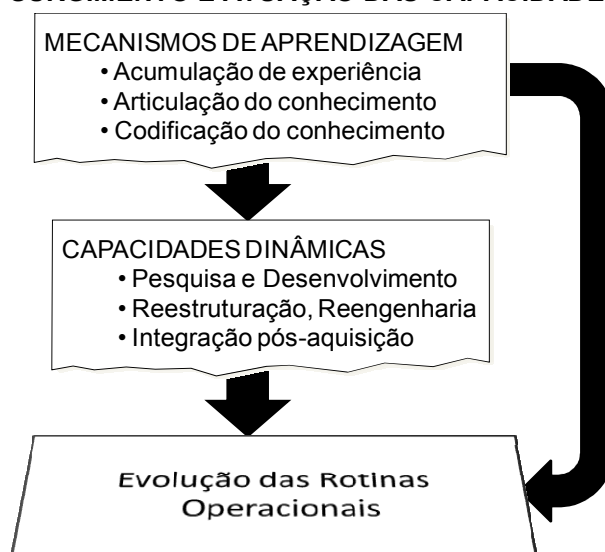 MECANISMOS DE APRENDIZAGEM
• Acumulação de experiência
• Articulação do conhecimento
• Codificação do conhecimento
CAPACIDADES DINÂMICAS
• Pesquisa e Desenvolvimento
• Reestruturação, Reengenharia
• Integração pós-aquisição
Evolução das Rotinas
Operacionais